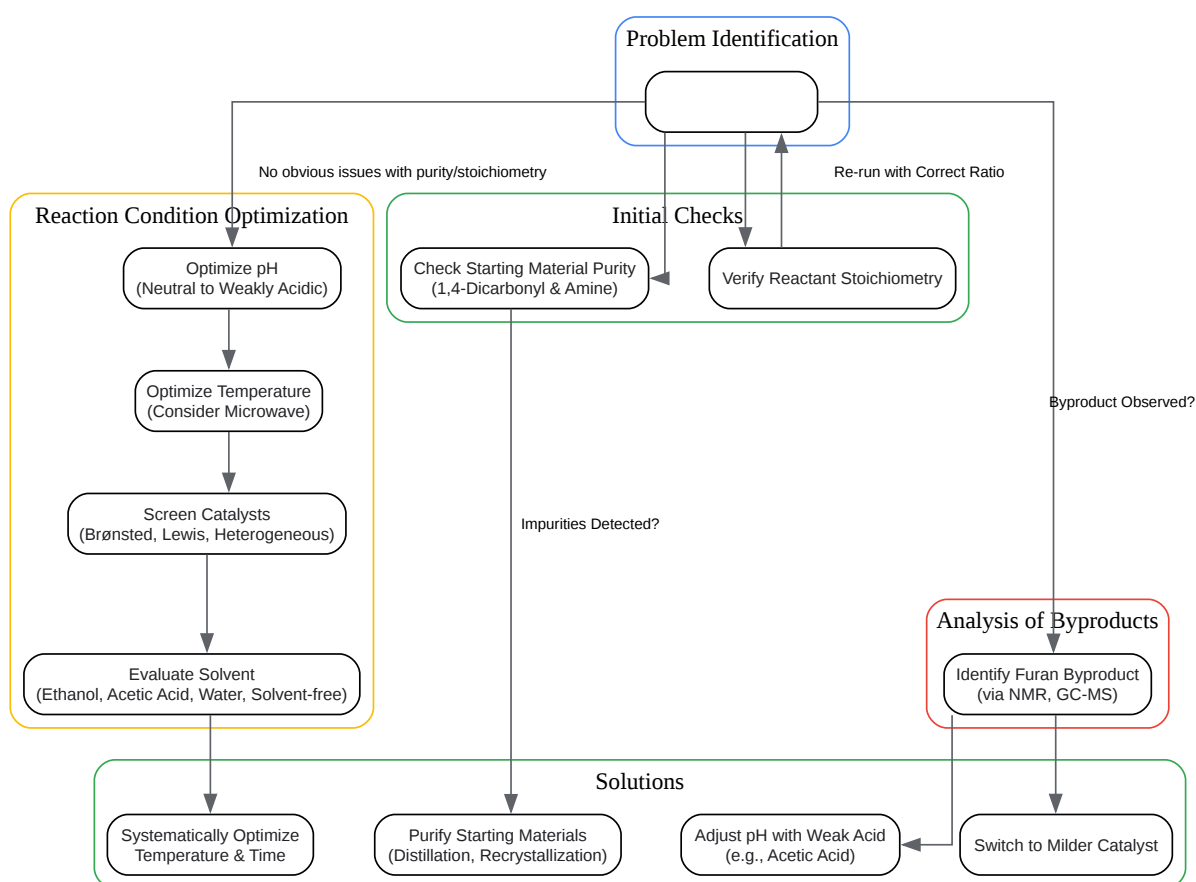 Problem Identification
No obvious issues with purity/stoichiometry
Re-run with Correct Ratio
Reaction Condition Optimization
Initial Checks
Optimize pH
(Neutral to Weakly Acidic)
Check Starting Material Purity
(1,4-Dicarbonyl & Amine)
Verify Reactant Stoichiometry
Optimize Temperature
(Consider Microwave)
Byproduct Observed?
Screen Catalysts
(Brønsted, Lewis, Heterogeneous)
Impurities Detected?
Analysis of Byproducts
Evaluate Solvent
(Ethanol, Acetic Acid, Water, Solvent-free)
Identify Furan Byproduct
(via NMR, GC-MS)
Solutions
Systematically Optimize
Temperature & Time
Purify Starting Materials
(Distillation, Recrystallization)
Adjust pH with Weak Acid
(e.g., Acetic Acid)
Switch to Milder Catalyst